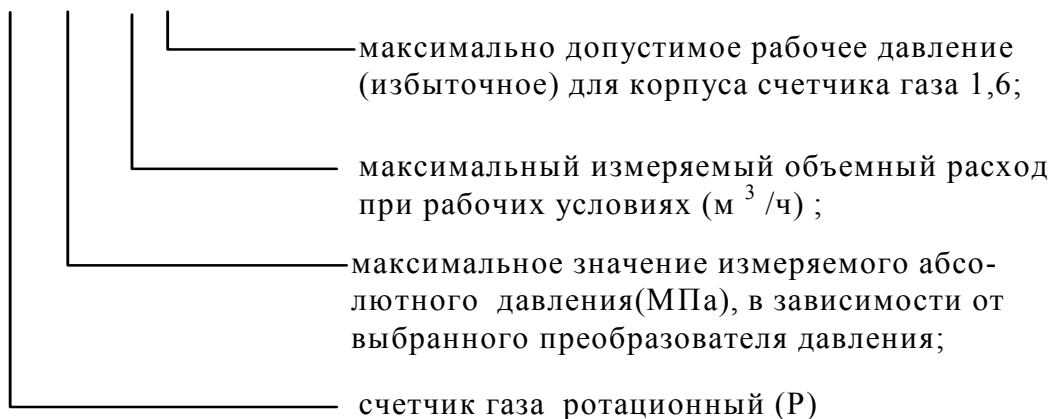 максимально допустимое рабочее давление
(избыточное) для корпуса счетчика газа 1,6;
максимальный измеряемый объемный расход
при рабочих условиях (м ³ /ч) ;
максимальное значение измеряемого абсо-
лютного давления(МПа), в зависимости от
выбранного преобразователя давления;
счетчик газа ротационный (Р)